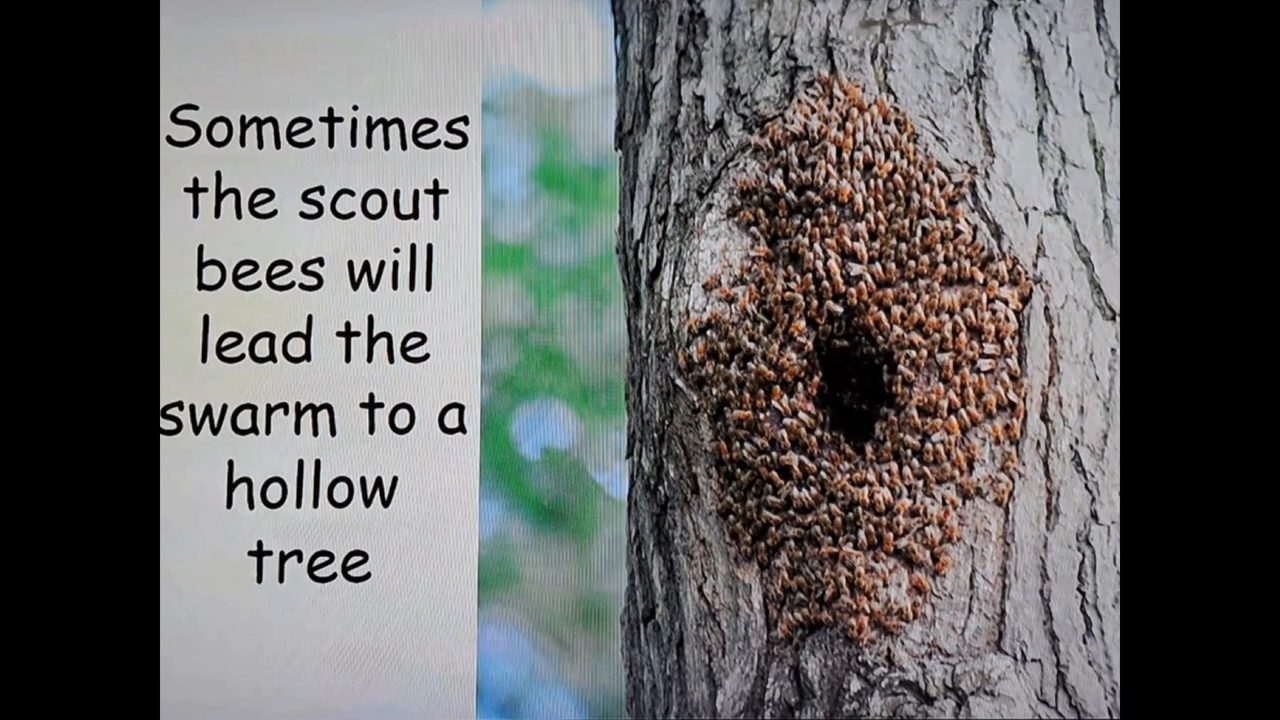 Sometimes
the scout
bees will
lead the
swarm to a
hollow
tree